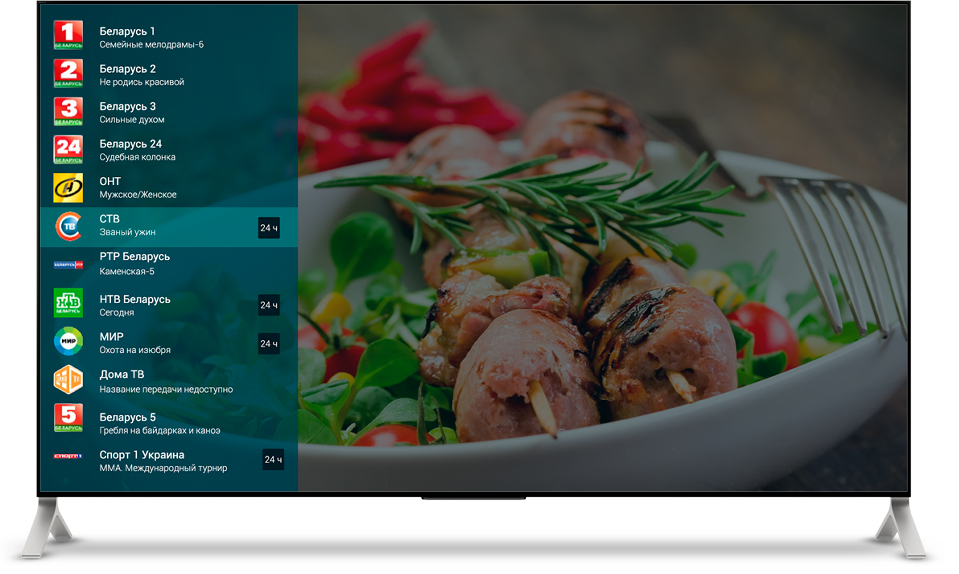 1
БЕЛАРУСЬ
Беларусь 1
Семейные мелодрамы-6
2
БЕЛАРУСЬ
Беларусь 2
Не родись красивой
3
БЕЛАРУСЬ
Беларусь 3
Сильные духом
24
БЕЛАРУСЬ
Беларусь 24
Судебная колонка
ОНТ
Мужское/Женское
ТВ
СТВ
Званый ужин
24 ч
БЕЛАРУСЬ РТР
РТР Беларусь
Каменская-5
НТВ
БЕЛАРУСЬ
НТВ Беларусь
Сегодня
24 ч
МИР
МИР
Охота на изюбря
24 ч
Дома ТВ
Название передачи недоступно
5
БЕЛАРУСЬ
Беларусь 5
Гребля на байдарках и каноэ
СПОРТ 1
Спорт 1 Украина
ММА. Международный турнир
24 ч